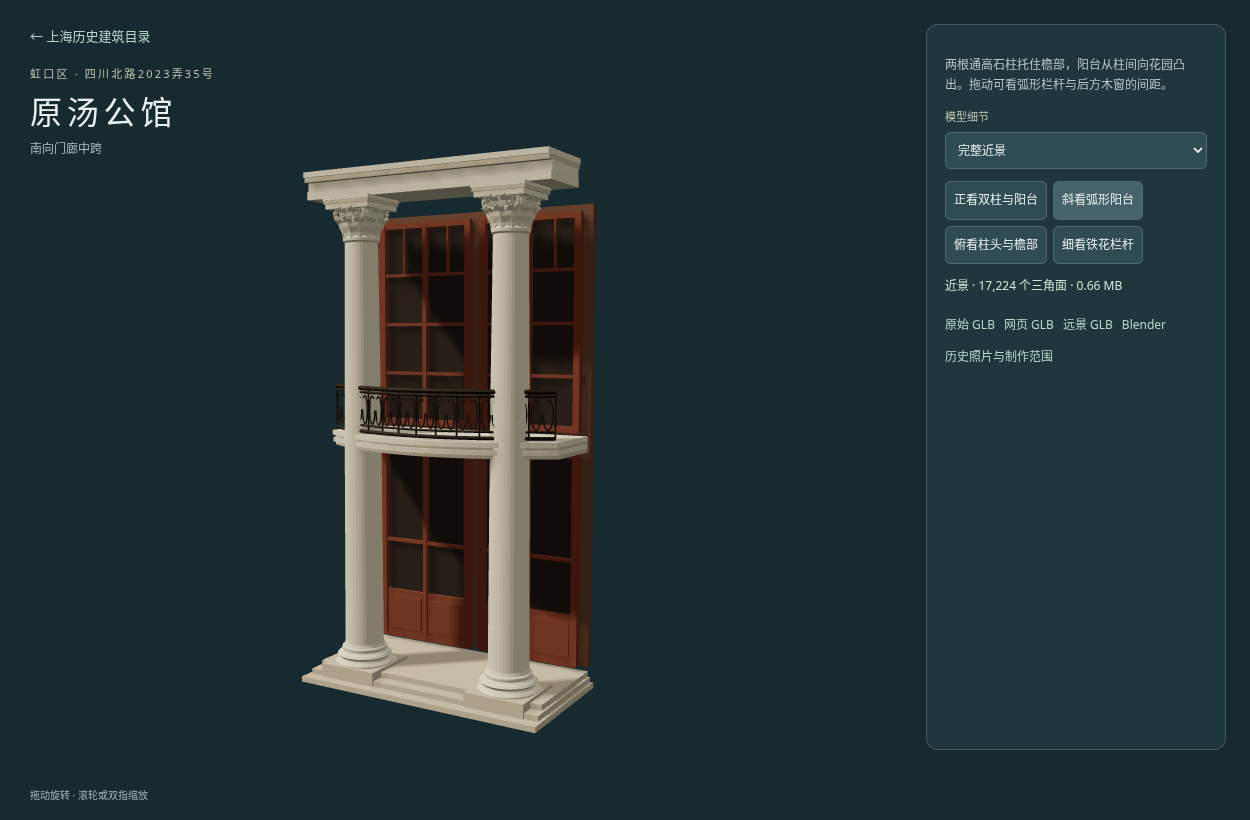 ← 上海历史建筑目录
虹口区 · 四川北路2023弄35号
原汤公馆
南向门廊中跨
两根通高石柱托住檐部，阳台从柱间向花园凸
出。拖动可看弧形栏杆与后方木窗的间距。
模型细节
完整近景
正看双柱与阳台 斜看弧形阳台
俯看柱头与檐部 细看铁花栏杆
近景 · 17,224 个三角面 · 0.66 MB
原始 GLB 网页 GLB 远景 GLB Blender
历史照片与制作范围
拖动旋转 · 滚轮或双指缩放